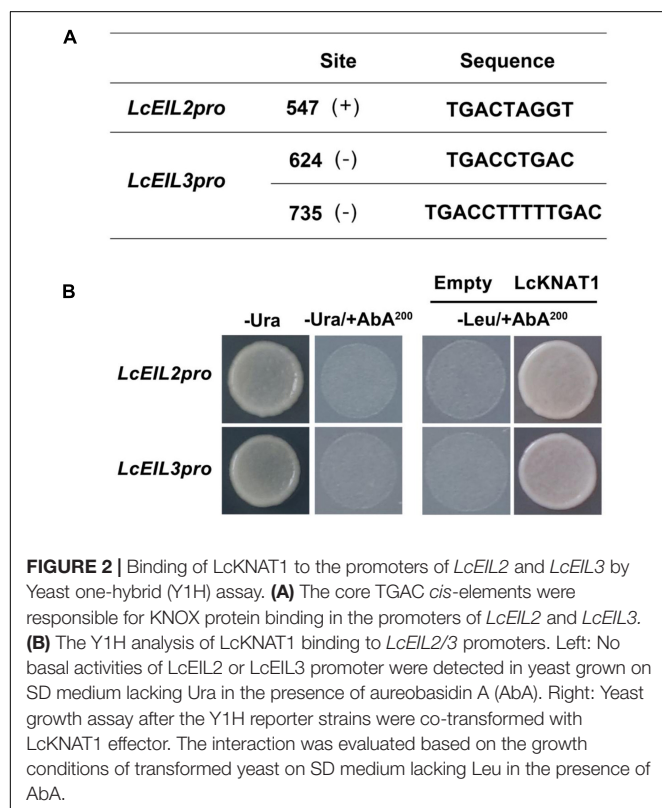 A
Site Sequence
LcEIL2pro 547 (+) TGACTAGGT
LcEIL3pro 624 (-) TGACCTGAC
735 (-) TGACCTTTTTGAC
B
Empty LcKNAT1
-Ura -Ura/+AbA²⁰⁰ -Leu/+AbA²⁰⁰
LcEIL2pro
LcEIL3pro
FIGURE 2 | Binding of LcKNAT1 to the promoters of LcEIL2 and LcEIL3 by
Yeast one-hybrid (Y1H) assay. (A) The core TGAC cis-elements were
responsible for KNOX protein binding in the promoters of LcEIL2 and LcEIL3.
(B) The Y1H analysis of LcKNAT1 binding to LcEIL2/3 promoters. Left: No
basal activities of LcEIL2 or LcEIL3 promoter were detected in yeast grown on
SD medium lacking Ura in the presence of aureobasidin A (AbA). Right: Yeast
growth assay after the Y1H reporter strains were co-transformed with
LcKNAT1 effector. The interaction was evaluated based on the growth
conditions of transformed yeast on SD medium lacking Leu in the presence of
AbA.